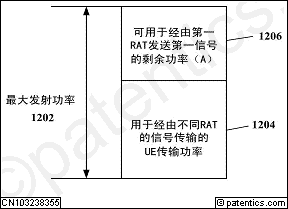 可用于经由第一
RAT发送第一信号
的剩余功率（A）
1206
最大发射功率
1202
用于经由不同RAT
的信号传输的
UE传输功率
1204
CN103238355
© patentics.com
©patentics